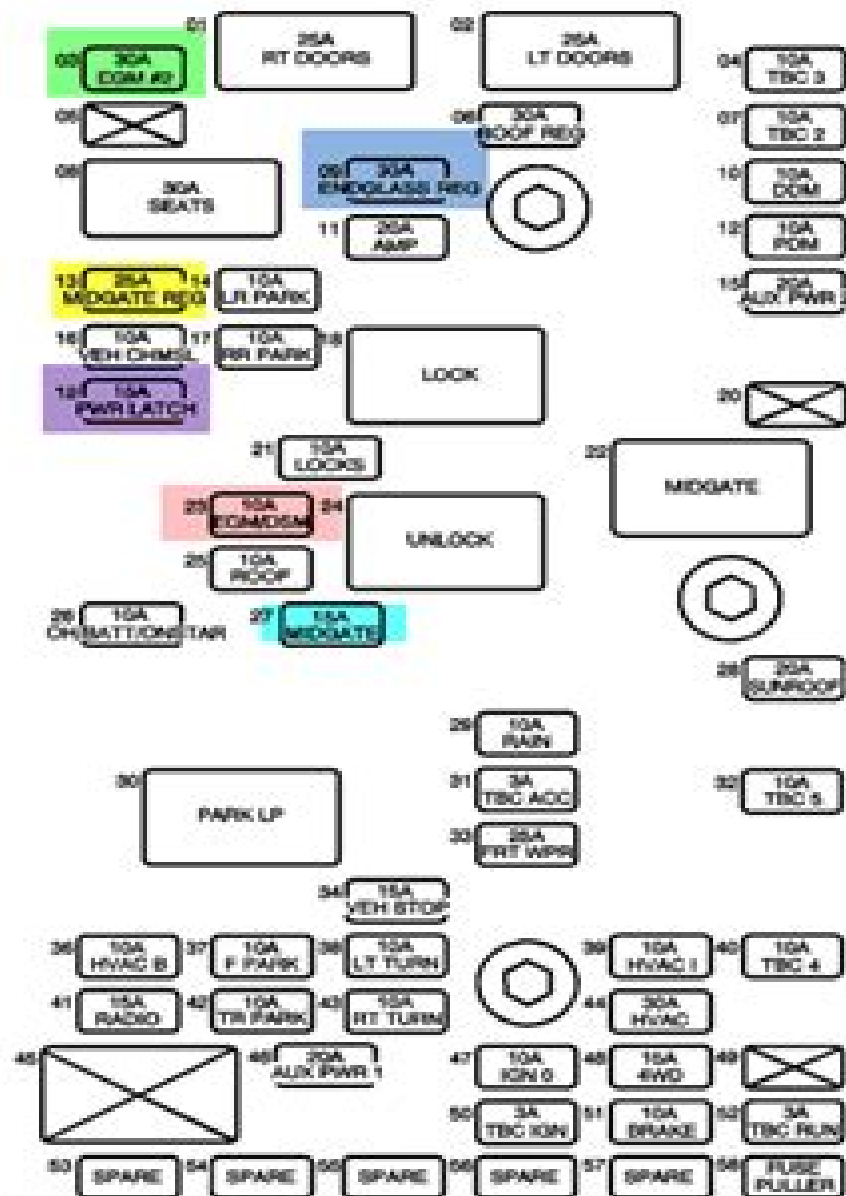 01
25A
RT DOORS
02
25A
LT DOORS
03
30A
EGM #2
04
10A
TBC 3
05
06
30A
ROOF REG
07
10A
TBC 2
08
30A
SEATS
09
30A
ENDGLASS REG
10
10A
DDM
11
20A
AMP
12
10A
PDM
13
25A
MIDGATE REG
14
10A
LR PARK
15
20A
AUX PWR 2
16
10A
VEH CHMSL
17
10A
RR PARK
18
LOCK
15A
PWR LATCH
20
21
10A
LOCKS
22
MIDGATE
23
10A
EGM/DSM
24
UNLOCK
25
10A
ROOF
26
10A
OH/BATT/ONSTAR
27
15A
MIDGATE
28
20A
SUNROOF
29
10A
RAIN
30
PARK LP
31
3A
TBC ACC
32
10A
TBC 5
33
25A
FRT WPR
34
15A
VEH STOP
36
10A
HVAC B
37
10A
F PARK
38
10A
LT TURN
39
10A
HVAC I
40
10A
TBC 4
41
15A
RADIO
42
10A
TR PARK
43
10A
RT TURN
44
30A
HVAC
45
46
20A
AUX PWR 1
47
10A
IGN 0
48
15A
4WD
49
50
3A
TBC IGN
51
10A
BRAKE
52
3A
TBC RUN
53
SPARE
54
SPARE
55
SPARE
56
SPARE
57
SPARE
58
FUSE
PULLER